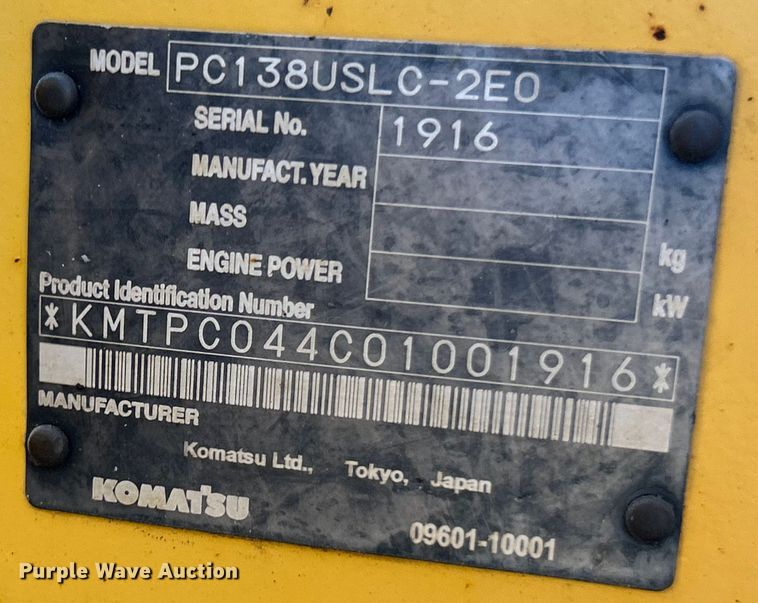 MODEL PC138USLC-2E0
SERIAL No. 1916
MANUFACT. YEAR
MASS kg
ENGINE POWER kW
Product Identification Number
*KMTPC044C01001916*
MANUFACTURER
Komatsu Ltd., Tokyo, Japan
KOMATSU
09601-10001
Purple Wave Auction